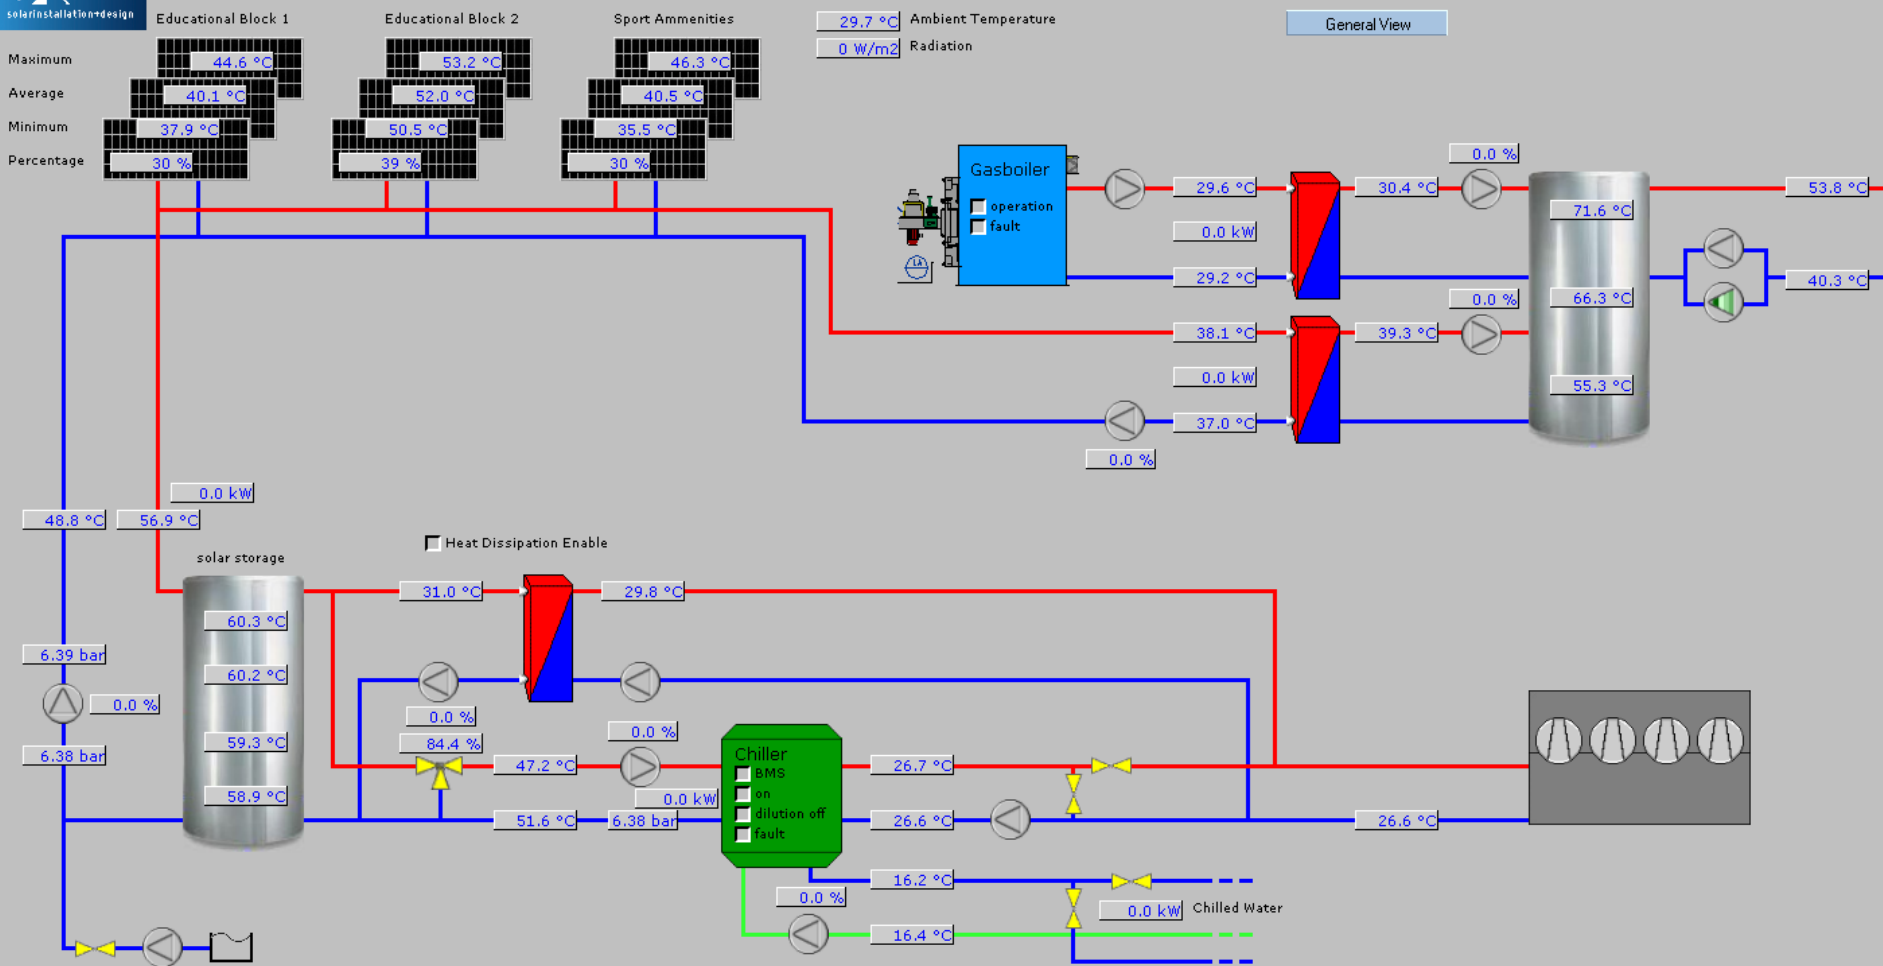 solarinstallation+design
Educational Block 1
Educational Block 2
Sport Ammenities
29.7 °C Ambient Temperature
General View
0 W/m2 Radiation
Maximum 44.6 °C 53.2 °C 46.3 °C
Average 40.1 °C 52.0 °C 40.5 °C
Minimum 37.9 °C 50.5 °C 35.5 °C
Percentage 30 % 39 % 30 %
Gasboiler
operation
fault
LA
0.0 %
29.6 °C 30.4 °C 53.8 °C
71.6 °C
0.0 kW
29.2 °C 40.3 °C
0.0 % 66.3 °C
38.1 °C 39.3 °C
0.0 kW 55.3 °C
37.0 °C
0.0 %
0.0 kW
48.8 °C 56.9 °C
Heat Dissipation Enable
solar storage
31.0 °C 29.8 °C
60.3 °C
6.39 bar
60.2 °C
0.0 %
0.0 %
0.0 %
59.3 °C 84.4 %
6.38 bar
Chiller
BMS
on
dilution off
fault
47.2 °C 26.7 °C
58.9 °C 0.0 kW
51.6 °C 6.38 bar 26.6 °C 26.6 °C
16.2 °C
0.0 %
0.0 kW Chilled Water
16.4 °C